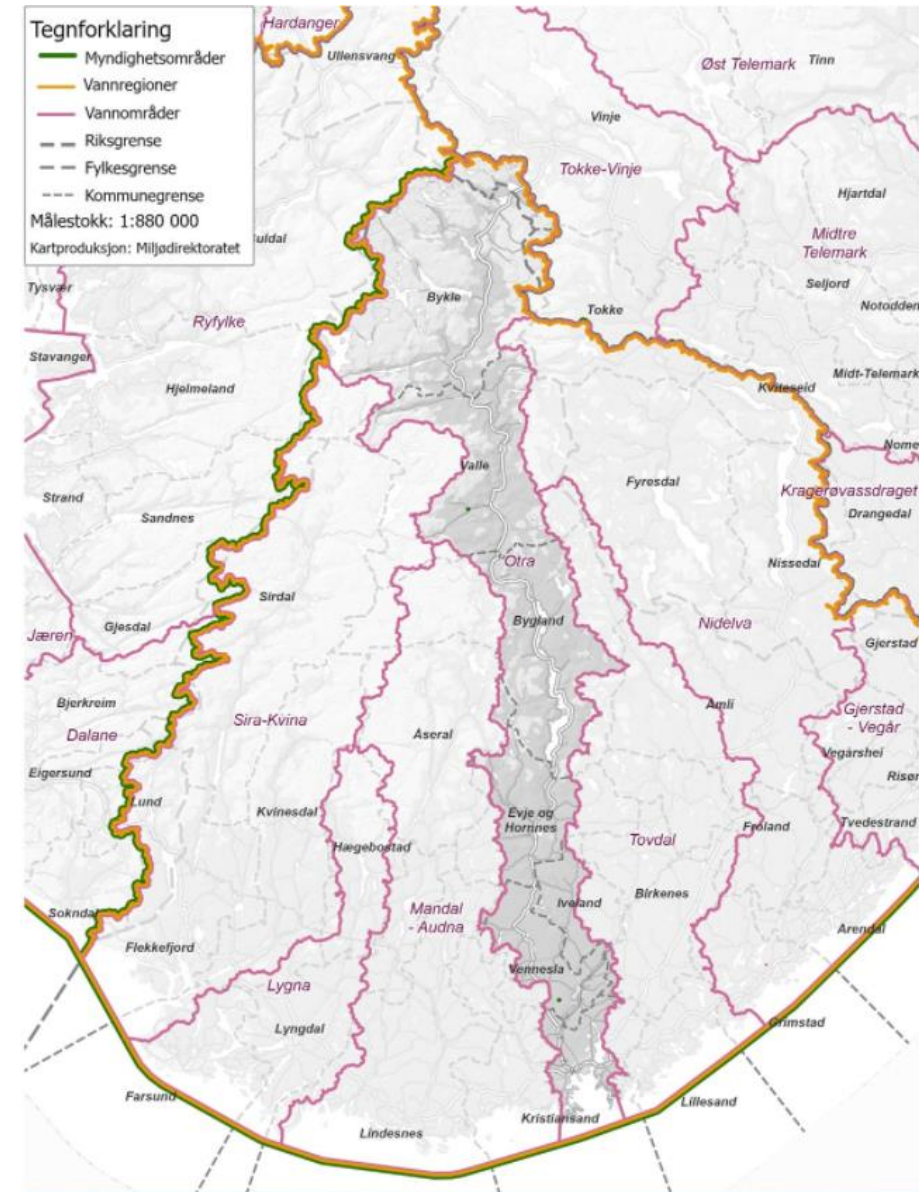 Tegnforklaring
Myndighetsområder
Vannregioner
Vannområder
Riksgrense
Fylkesgrense
Kommunegrense
Målestokk: 1:880 000
Kartproduksjon: Miljødirektoratet
Hardanger
Ullensvang
Øst Telemark
Tinn
Vinje
Tokke-Vinje
Hjartdal
Midtre
Telemark
Seljord
Notodden
Tysvær
Bykle
Tokke
Ryfylke
Stavanger
Hjelmeland
Midt-Telemark
Kviteseid
Nome
Valle
Fyresdal
Kragerøvassdraget
Strand
Drangedal
Sandnes
Otra
Nissedal
Sirdal
Bygland
Gjesdal
Nidelva
Jæren
Gjerstad
Bjerkreim
Åmli
Gjerstad
- Vegår
Sira-Kvina
Åseral
Dalane
Vegårshei
Eigersund
Risør
Lund
Kvinesdal
Evje og
Hornnes
Tvedestrand
Froland
Hægebostad
Tovdal
Birkenes
Iveland
Mandal
- Audna
Sokndal
Arendal
Flekkefjord
Vennesla
Lygna
Lyngdal
Grimstad
Farsund
Lillesand
Kristiansand
Lindesnes